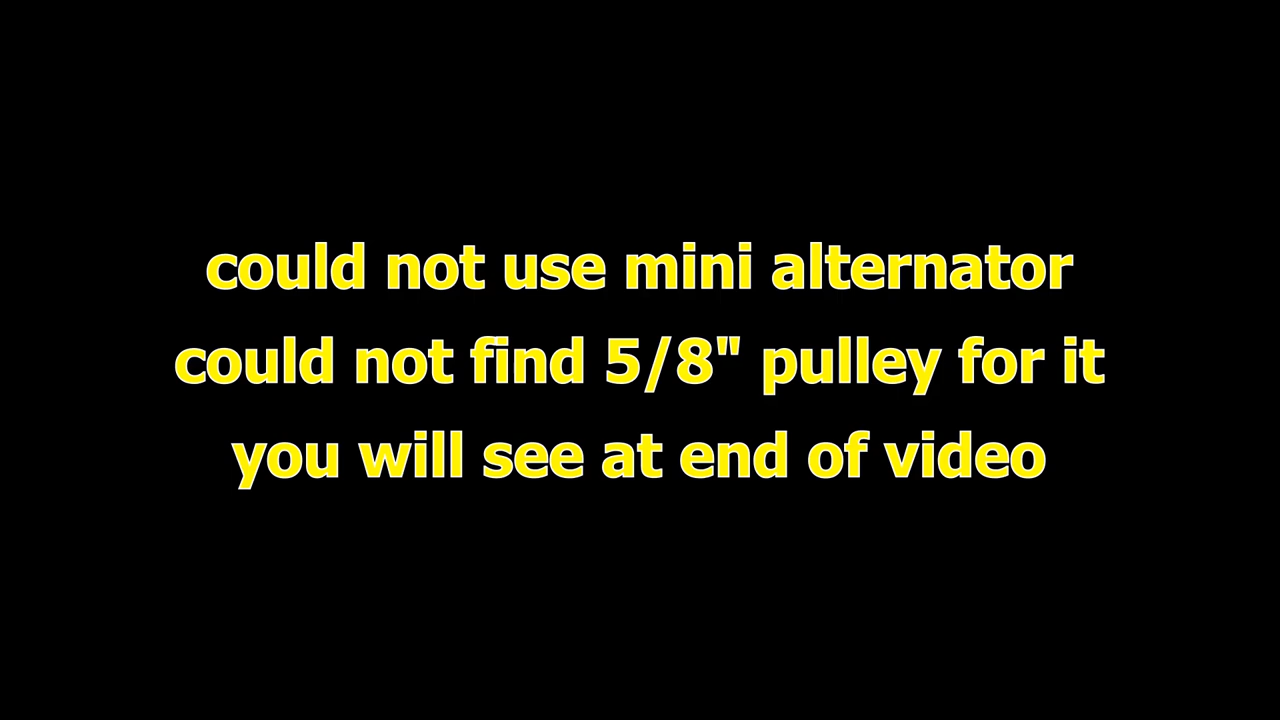 could not use mini alternator
could not find 5/8" pulley for it
you will see at end of video